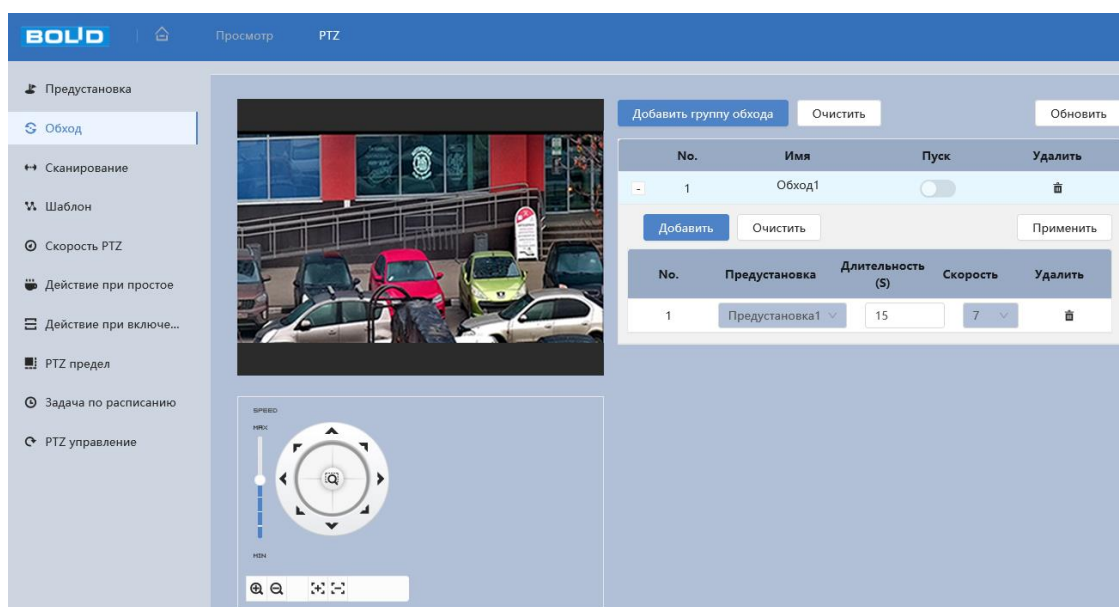 BOLID
Просмотр
PTZ
Предустановка
Обход
Сканирование
Шаблон
Скорость PTZ
Действие при простое
Действие при включе...
PTZ предел
Задача по расписанию
PTZ управление
Добавить группу обхода
Очистить
Обновить
No.
Имя
Пуск
Удалить
-
1
Обход1
Добавить
Очистить
Применить
No.
Предустановка
Длительность
(S)
Скорость
Удалить
1
Предустановка1
15
7
SPEED
MAX
MIN